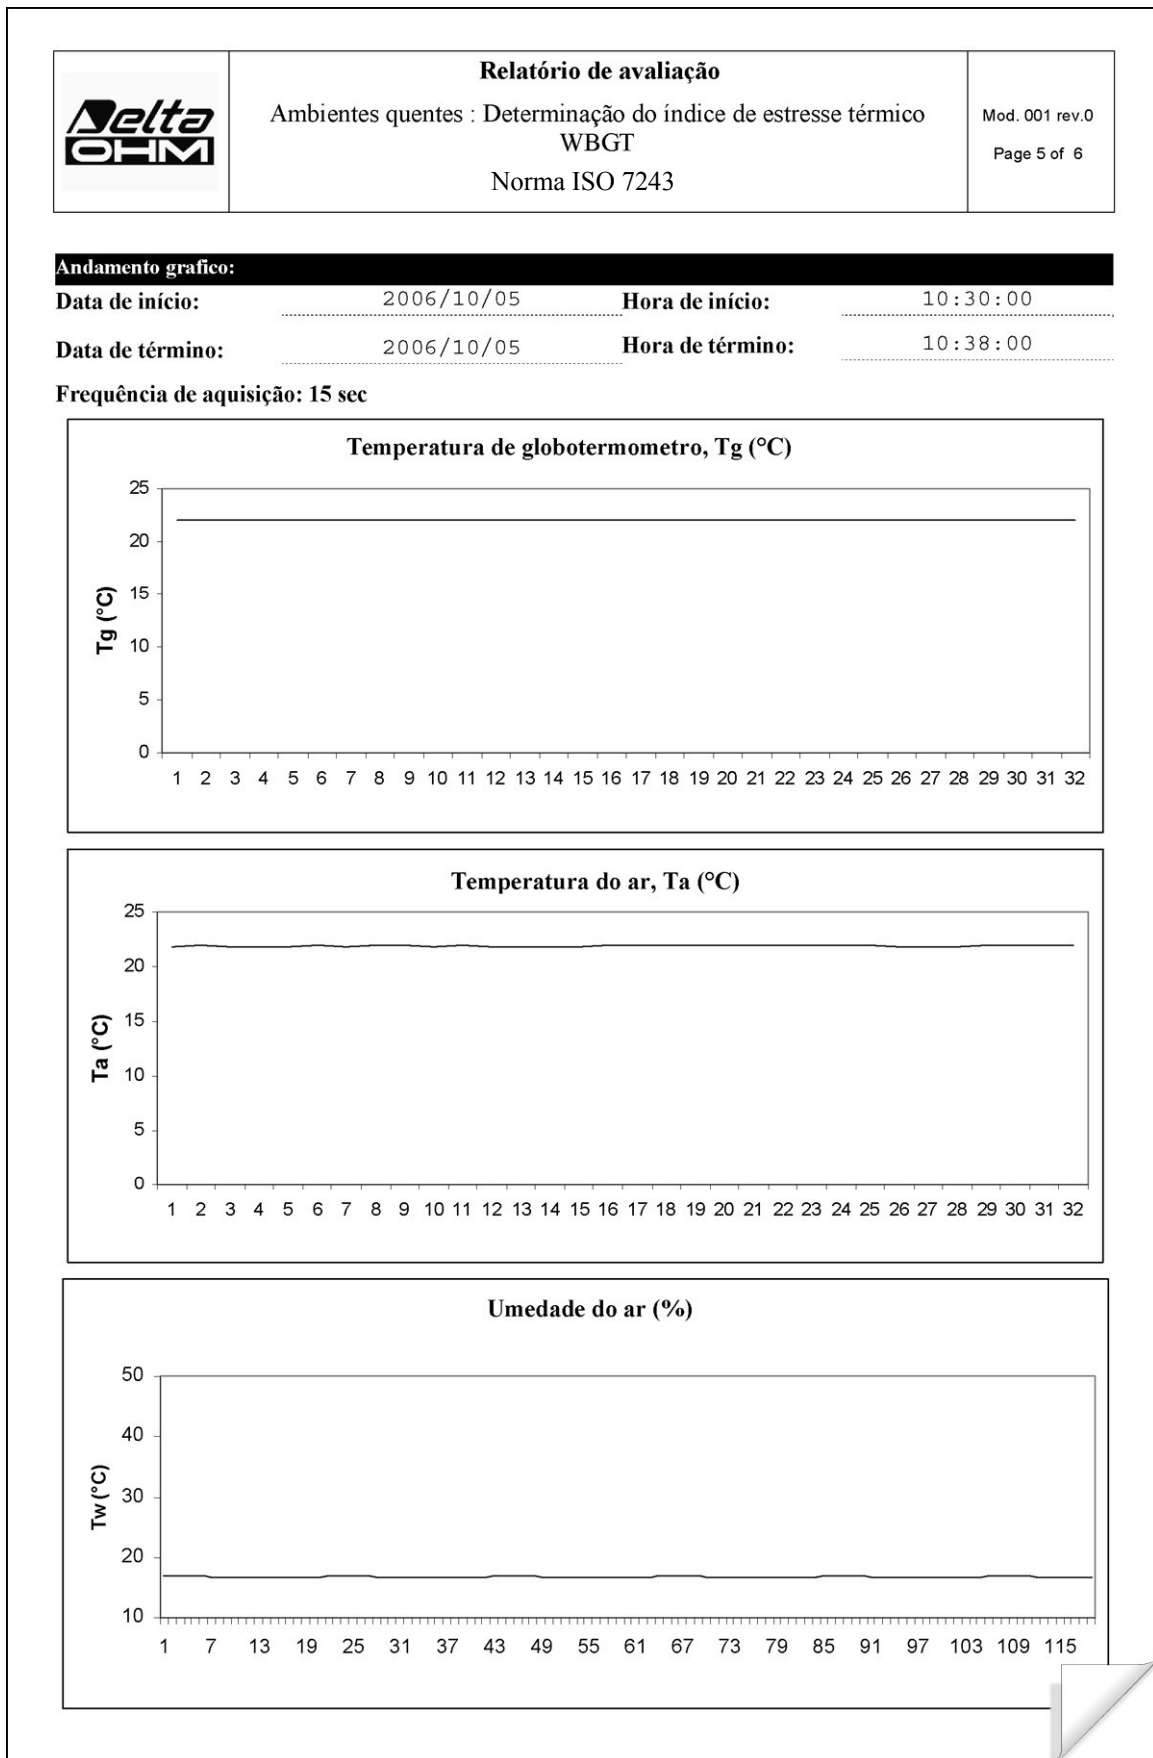 Delta
OHM
Relatório de avaliação
Ambientes quentes : Determinação do índice de estresse térmico
WBGT
Norma ISO 7243
Mod. 001 rev.0
Page 5 of 6
Andamento grafico:
Data de início: 2006/10/05 Hora de início: 10:30:00
Data de término: 2006/10/05 Hora de término: 10:38:00
Frequência de aquisição: 15 sec
Temperatura de globotermometro, Tg (°C)
Tg (°C)
25
20
15
10
5
0
1 2 3 4 5 6 7 8 9 10 11 12 13 14 15 16 17 18 19 20 21 22 23 24 25 26 27 28 29 30 31 32
Temperatura do ar, Ta (°C)
Ta (°C)
25
20
15
10
5
0
1 2 3 4 5 6 7 8 9 10 11 12 13 14 15 16 17 18 19 20 21 22 23 24 25 26 27 28 29 30 31 32
Umedade do ar (%)
Tw (°C)
50
40
30
20
10
1 7 13 19 25 31 37 43 49 55 61 67 73 79 85 91 97 103 109 115